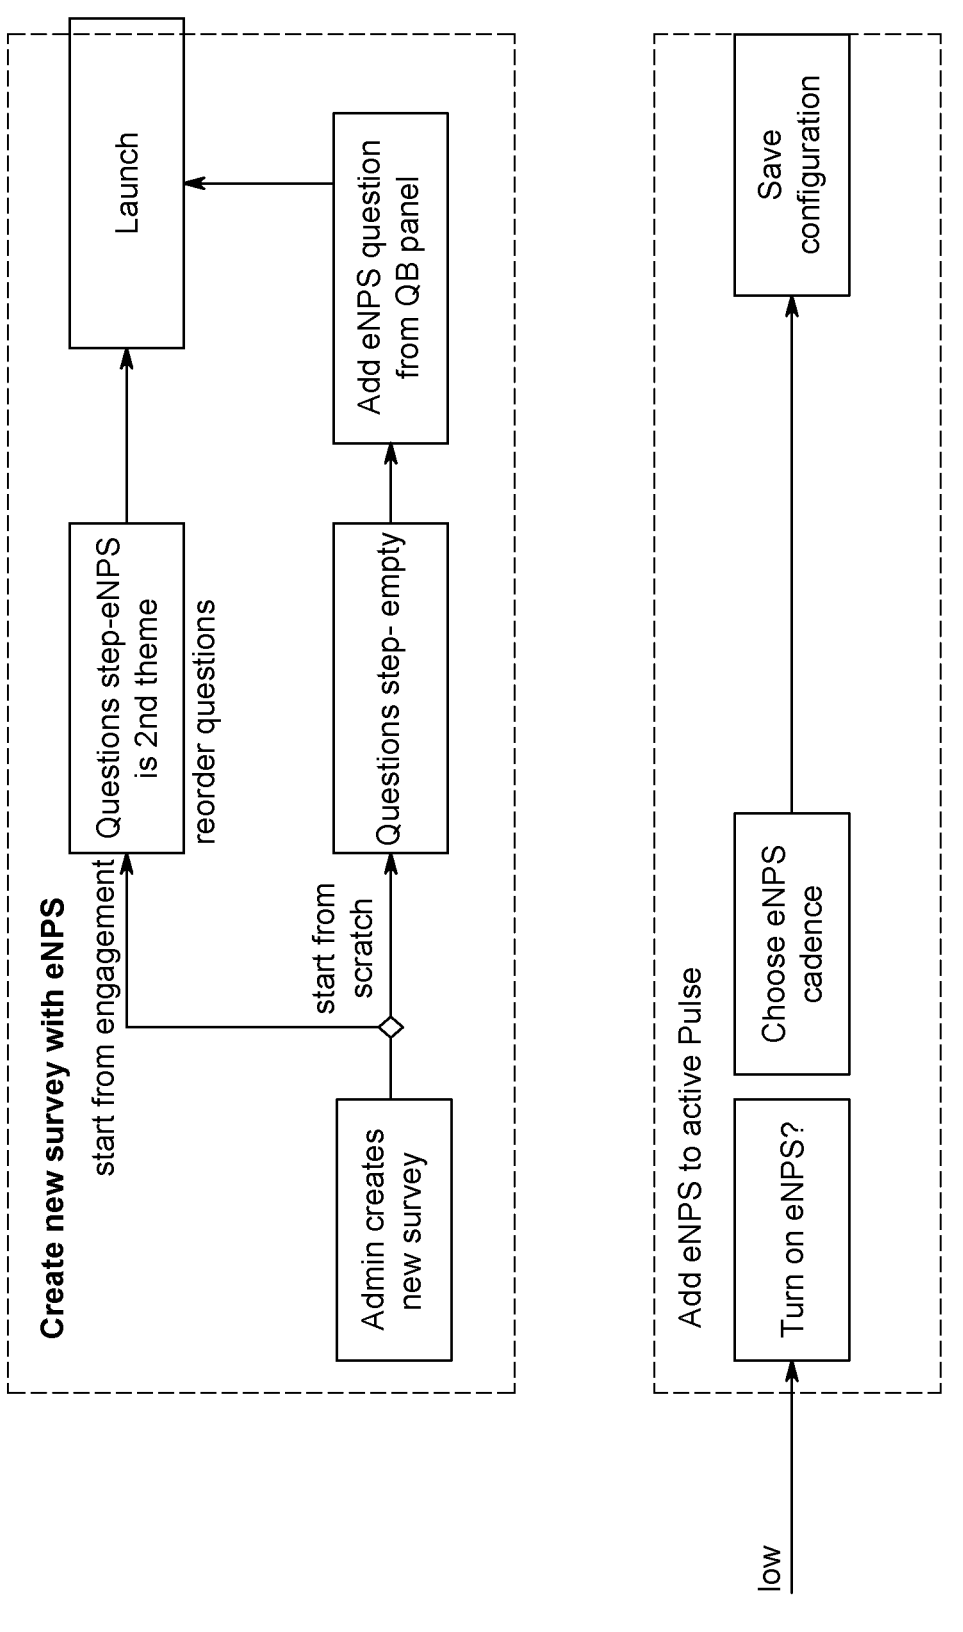 Create new survey with eNPS
start from engagement
Questions step-eNPS
is 2nd theme
reorder questions
Launch
Admin creates
new survey
start from
scratch
Questions step- empty
Add eNPS question
from QB panel
Add eNPS to active Pulse
low
Turn on eNPS?
Choose eNPS
cadence
Save
configuration